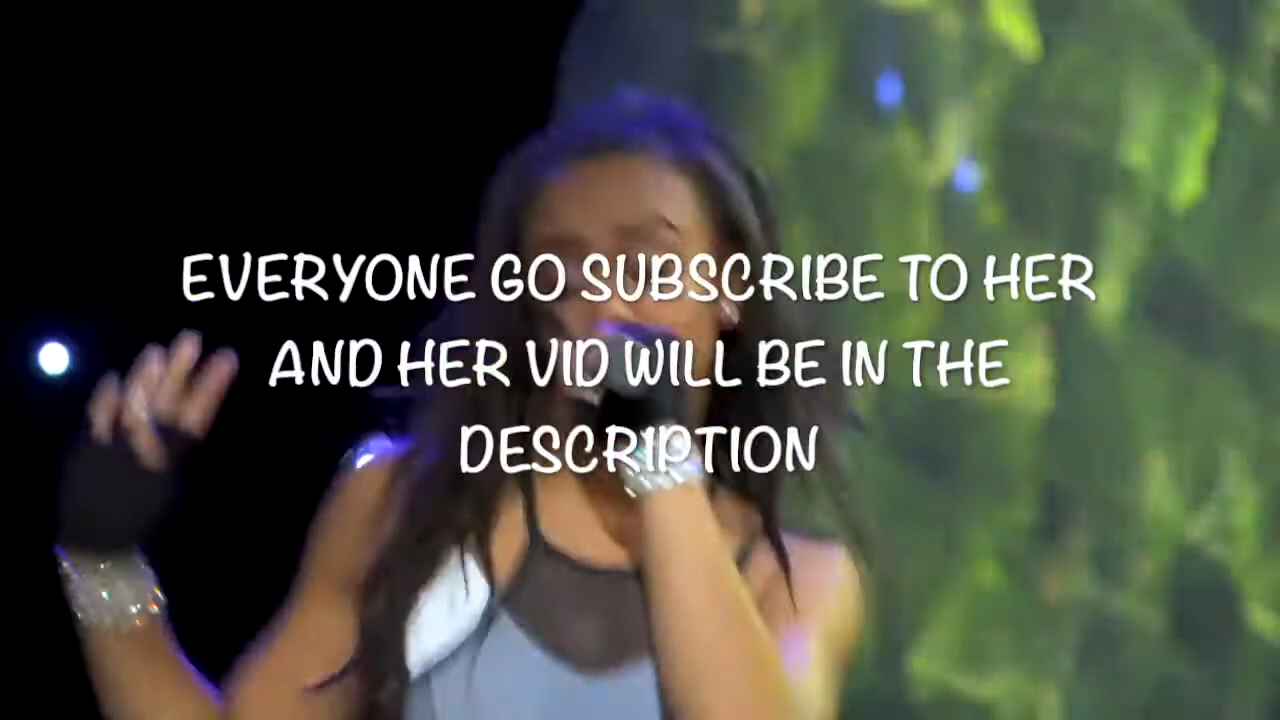 EVERYONE GO SUBSCRIBE TO HER
AND HER VID WILL BE IN THE
DESCRIPTION